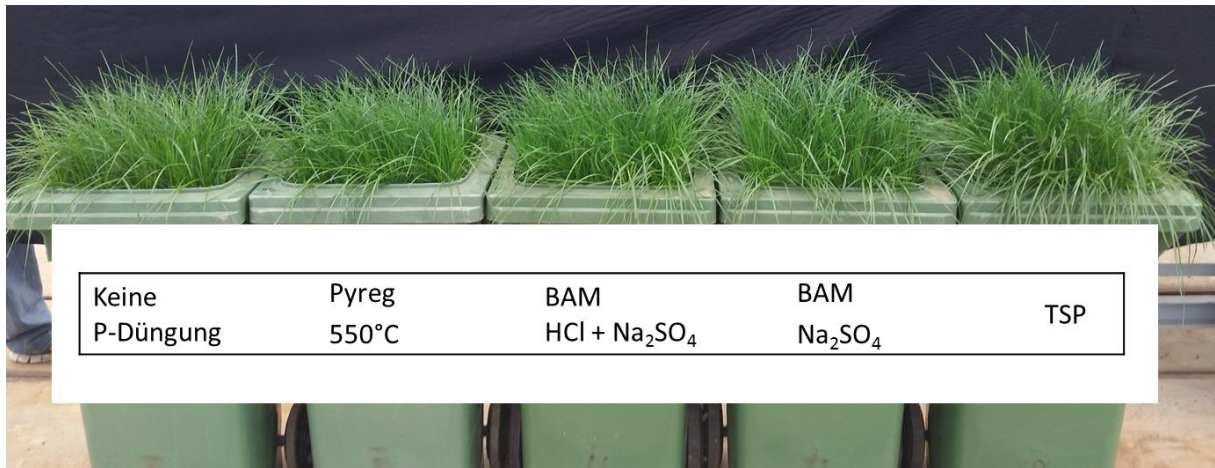 Keine
P-Düngung
Pyreg
550°C
BAM
HCl + Na₂SO₄
BAM
Na₂SO₄
TSP